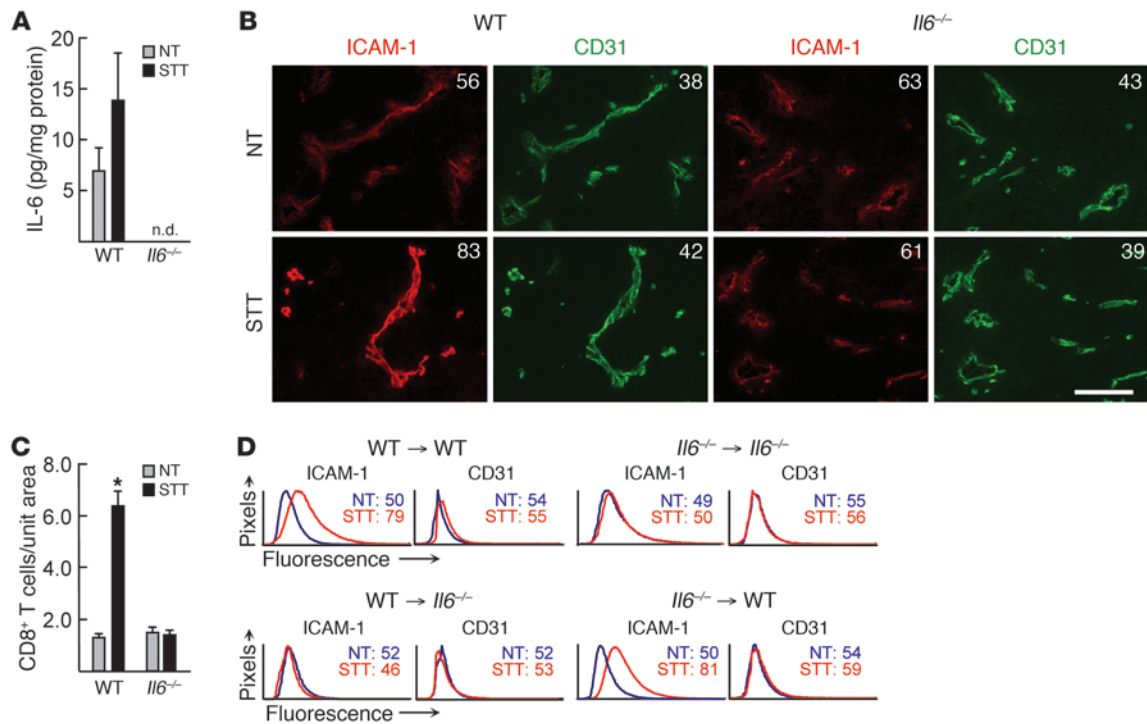 A
IL-6 (pg/mg protein)
20
15
10
5
NT
STT
n.d.
WT
Il6–/–
B
WT
Il6–/–
ICAM-1
CD31
ICAM-1
CD31
NT
56
38
63
43
STT
83
42
61
39
C
CD8+ T cells/unit area
8.0
6.0
4.0
2.0
NT
STT
*
WT
Il6–/–
D
WT → WT
Il6–/– → Il6–/–
ICAM-1
CD31
ICAM-1
CD31
Pixels→
NT: 50
STT: 79
NT: 54
STT: 55
NT: 49
STT: 50
NT: 55
STT: 56
Fluorescence →
WT → Il6–/–
Il6–/– → WT
ICAM-1
CD31
ICAM-1
CD31
Pixels→
NT: 52
STT: 46
NT: 52
STT: 53
NT: 50
STT: 81
NT: 54
STT: 59
Fluorescence →